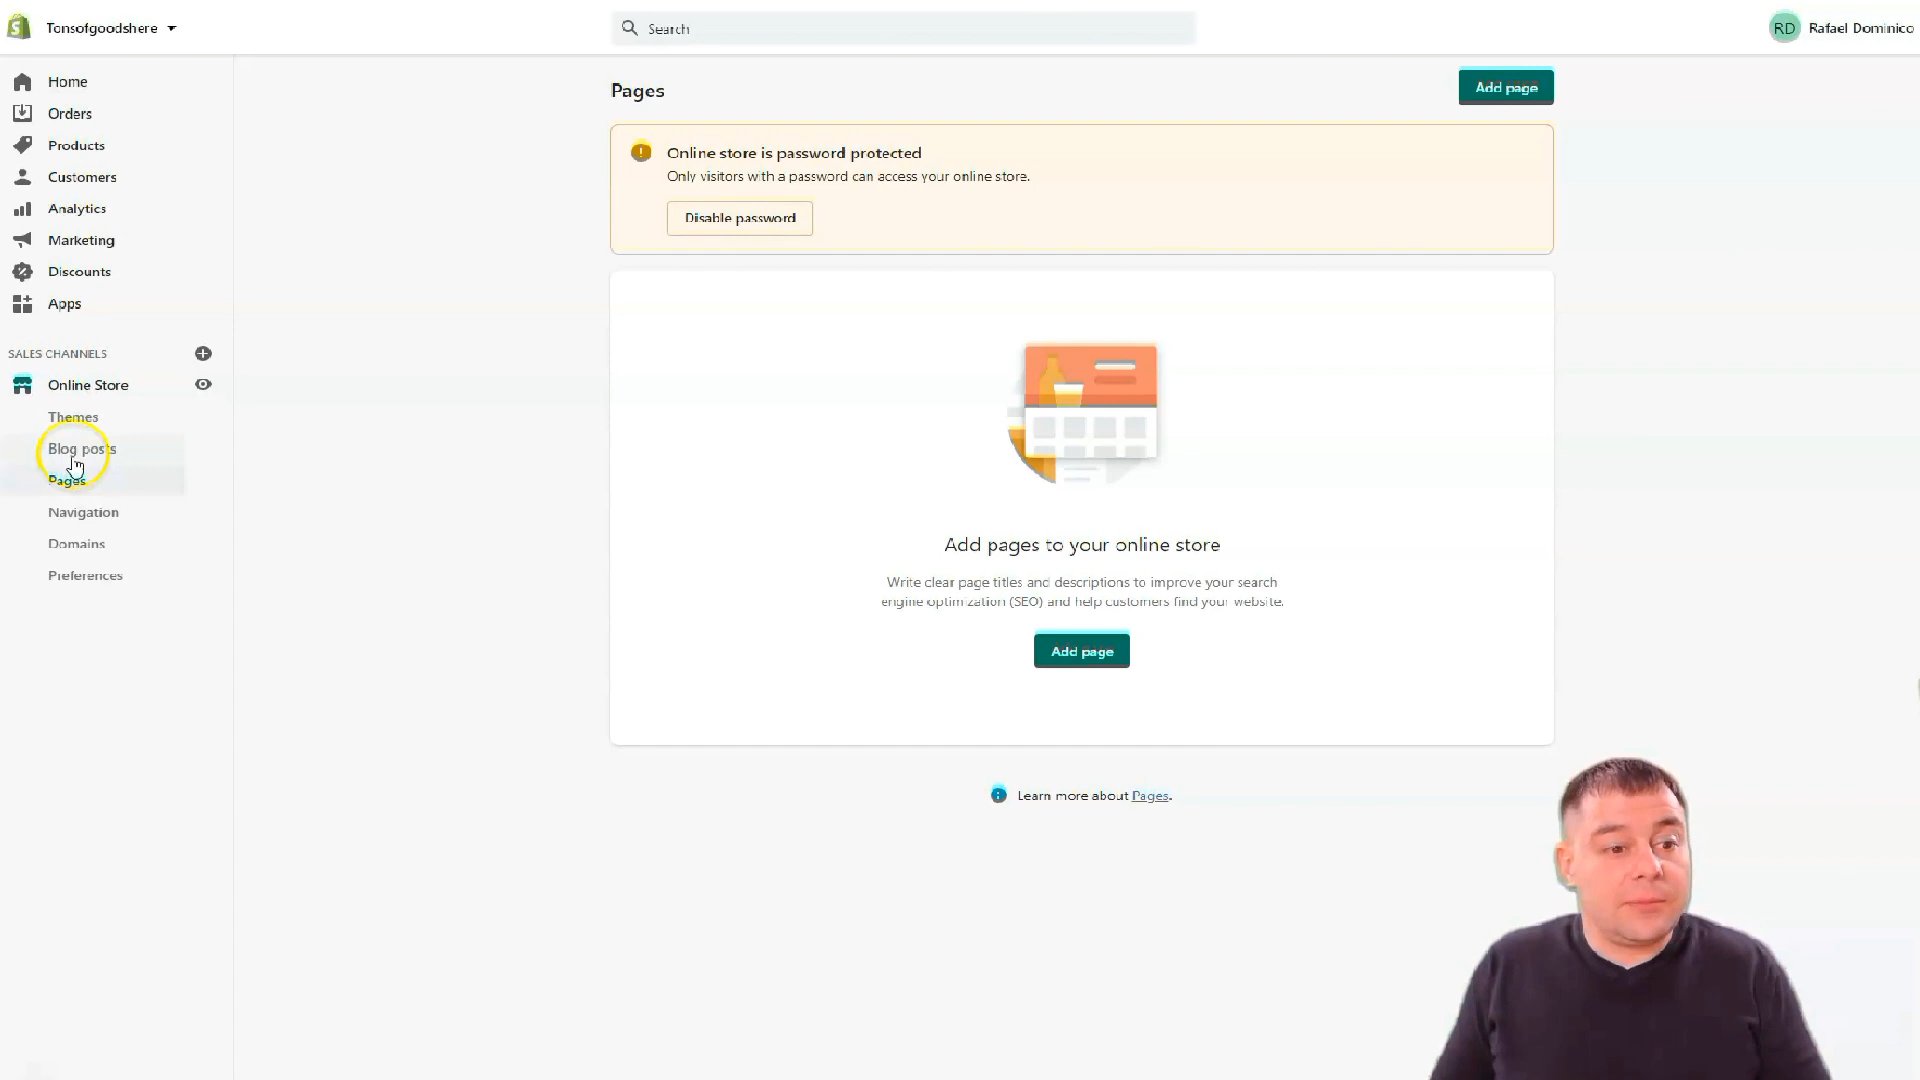 Tonsofgoodshere
Search
RD Rafael Dominico
Home
Orders
Products
Customers
Analytics
Marketing
Discounts
Apps
SALES CHANNELS
Online Store
Themes
Blog posts
Pages
Navigation
Domains
Preferences
Pages
Add page
Online store is password protected
Only visitors with a password can access your online store.
Disable password
Add pages to your online store
Write clear page titles and descriptions to improve your search
engine optimization (SEO) and help customers find your website.
Add page
Learn more about Pages.